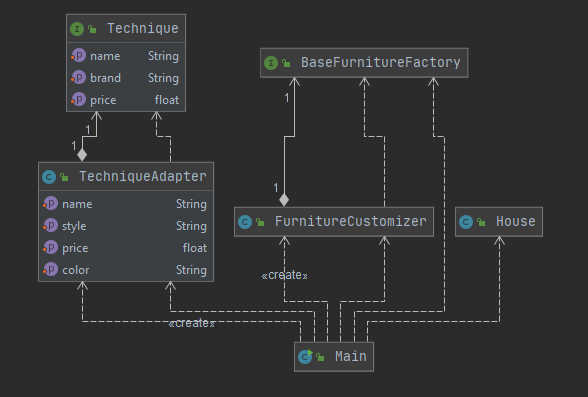 Technique
name String
brand String
price float
BaseFurnitureFactory
1
1
1
TechniqueAdapter
name String
style String
price float
color String
1
FurnitureCustomizer
House
«create»
«create»
Main